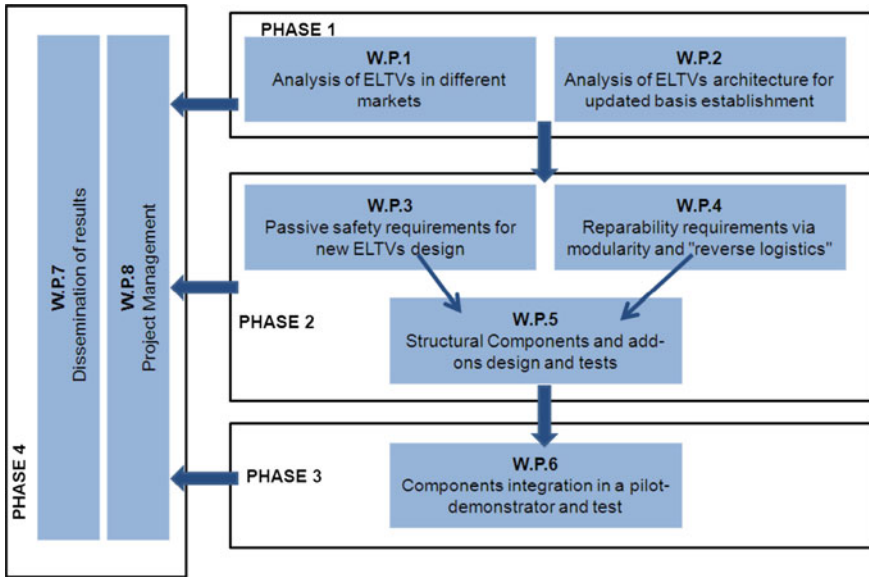 PHASE 1
W.P.1
Analysis of ELTVs in different
markets
W.P.2
Analysis of ELTVs architecture for
updated basis establishment
W.P.3
Passive safety requirements for
new ELTVs design
W.P.4
Reparability requirements via
modularity and "reverse logistics"
PHASE 2
W.P.5
Structural Components and add-
ons design and tests
PHASE 3
W.P.6
Components integration in a pilot-
demonstrator and test
PHASE 4
W.P.7
Dissemination of results
W.P.8
Project Management